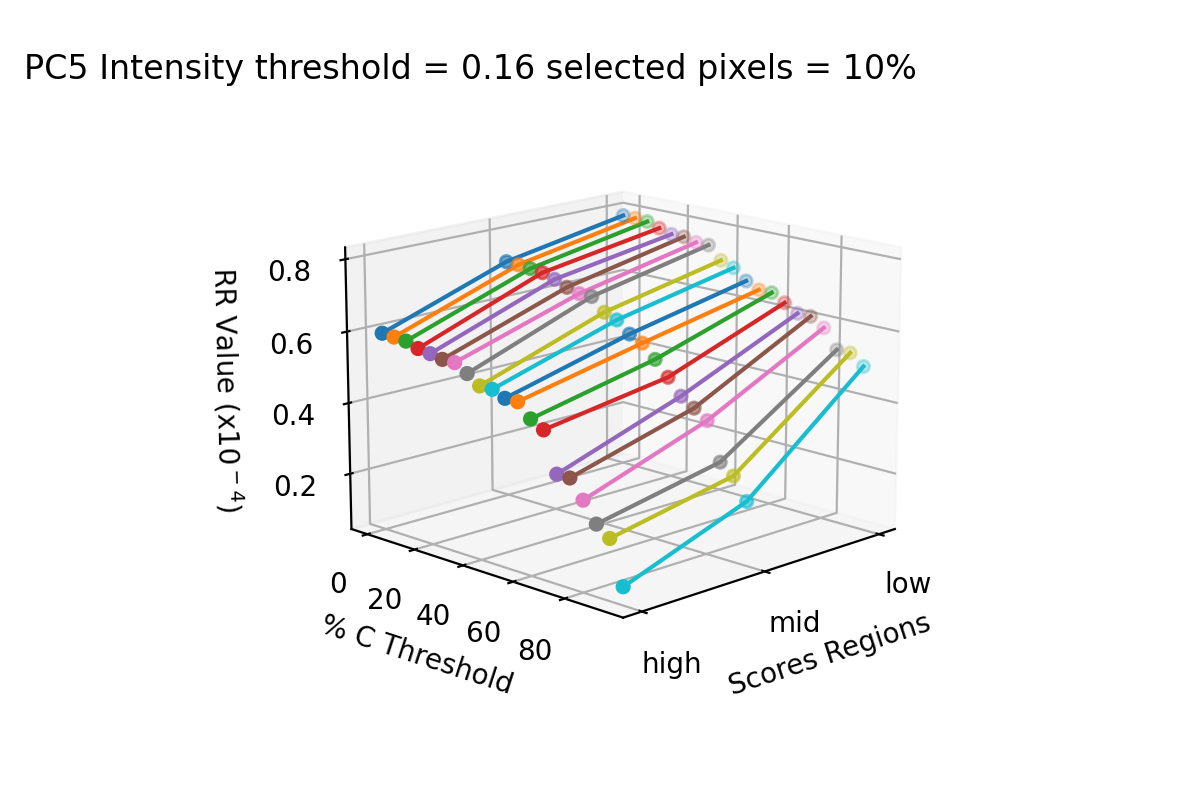 PC5 Intensity threshold = 0.16 selected pixels = 10%
0.8
0.6
0.4
0.2
RR Value (x10⁻⁴)
0
20
40
60
80
% C Threshold
high
mid
low
Scores Regions